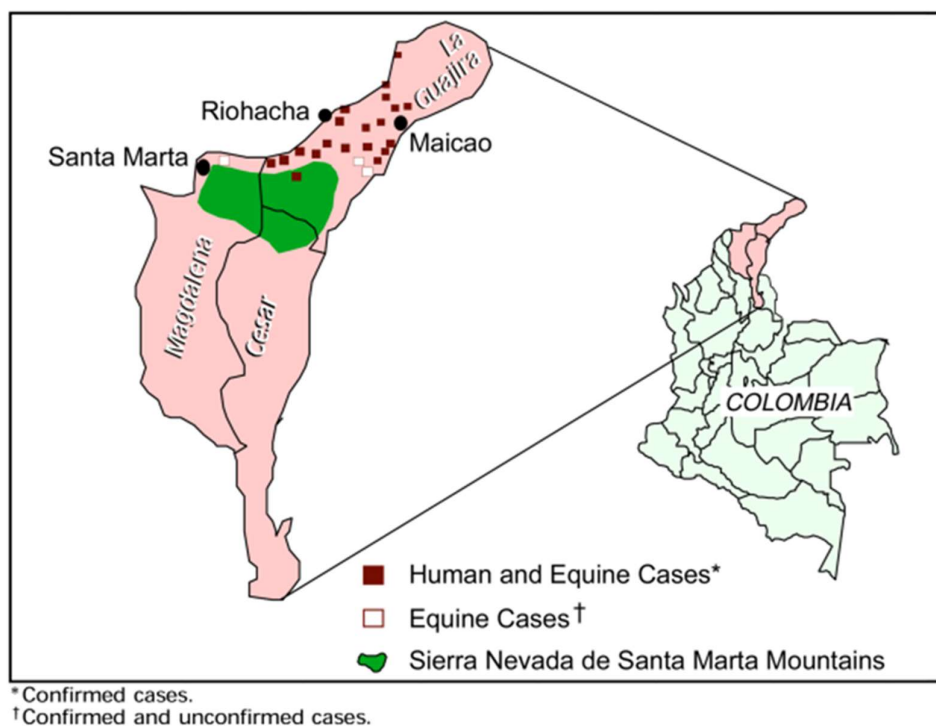 La
Guajira
Riohacha
Maicao
Santa Marta
Magdalena
Cesar
COLOMBIA
Human and Equine Cases*
Equine Cases†
Sierra Nevada de Santa Marta Mountains
*Confirmed cases.
†Confirmed and unconfirmed cases.